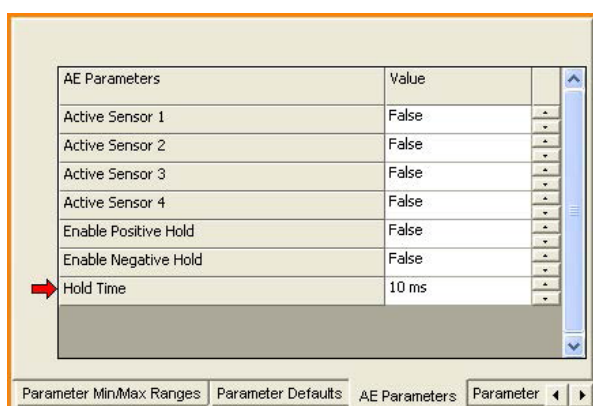 AE Parameters Value
Active Sensor 1 False
Active Sensor 2 False
Active Sensor 3 False
Active Sensor 4 False
Enable Positive Hold False
Enable Negative Hold False
Hold Time 10 ms
Parameter Min/Max Ranges Parameter Defaults AE Parameters Parameter